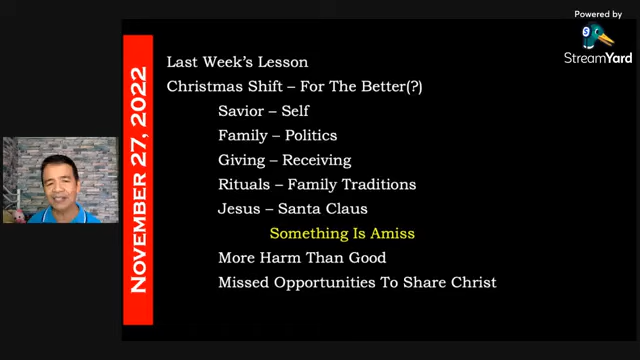 Powered by
StreamYard
NOVEMBER 27, 2022
Last Week's Lesson
Christmas Shift – For The Better(?)
Savior – Self
Family – Politics
Giving – Receiving
Rituals – Family Traditions
Jesus – Santa Claus
Something Is Amiss
More Harm Than Good
Missed Opportunities To Share Christ